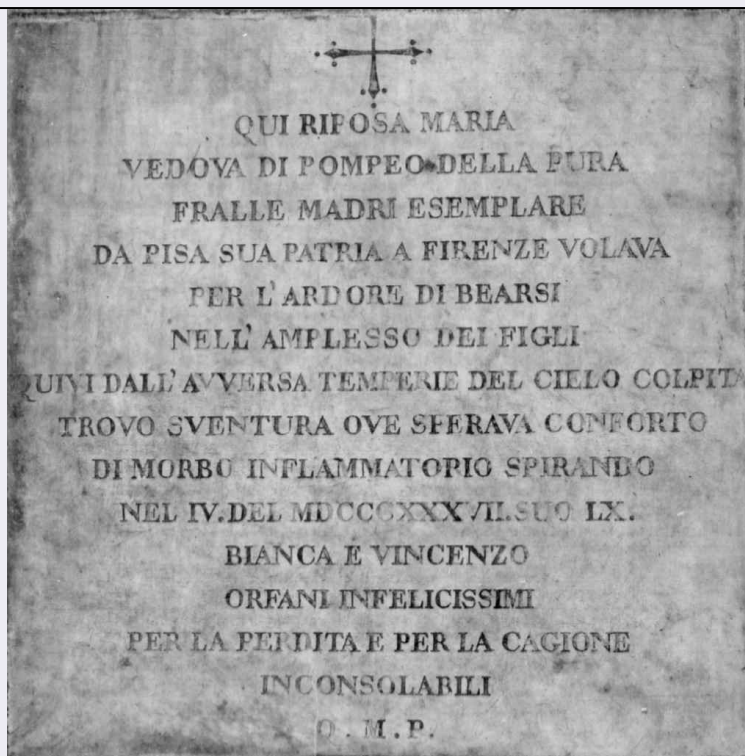 QUI RIPOSA MARIA
VEDOVA DI POMPEO DELLA PURA
FRALLE MADRI ESEMPLARE
DA PISA SUA PATRIA A FIRENZE VOLAVA
PER L'ARDORE DI BEARSI
NELL' AMPLESSO DEI FIGLI
QUIVI DALL'AVVERSA TEMPERIE DEL CIELO COLPITA
TROVO SVENTURA OVE SPERAVA CONFORTO
DI MORBO INFLAMMATORIO SPIRANDO
NEL IV. DEL MDCCCXXXVII. SUO LX.
BIANCA E VINCENZO
ORFANI INFELICISSIMI
PER LA PERDITA E PER LA CAGIONE
INCONSOLABILI
O. M. P.